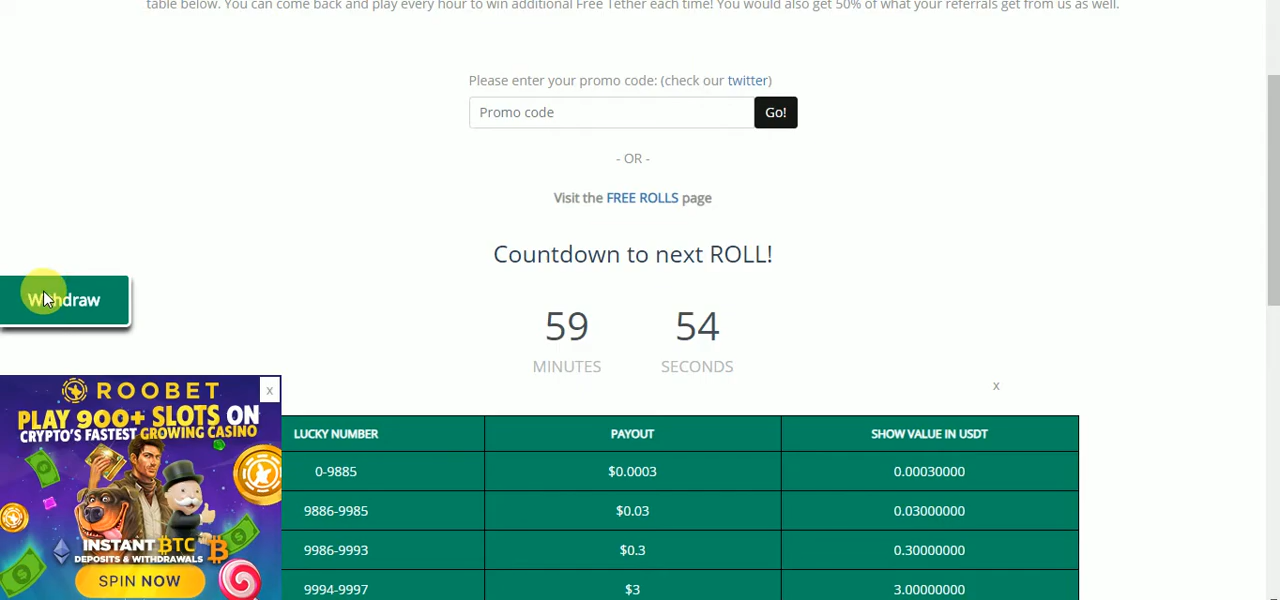 table below. You can come back and play every hour to win additional Free Tether each time! You would also get 50% of what your referrals get from us as well.
Please enter your promo code: (check our twitter)
Promo code
Go!
- OR -
Visit the FREE ROLLS page
Countdown to next ROLL!
Withdraw
59 54
MINUTES SECONDS
x
ROOBET
x
PLAY 900+ SLOTS ON
CRYPTO'S FASTEST GROWING CASINO
INSTANT BTC
DEPOSITS & WITHDRAWALS
SPIN NOW
LUCKY NUMBER PAYOUT SHOW VALUE IN USDT
0-9885 $0.0003 0.00030000
9886-9985 $0.03 0.03000000
9986-9993 $0.3 0.30000000
9994-9997 $3 3.00000000